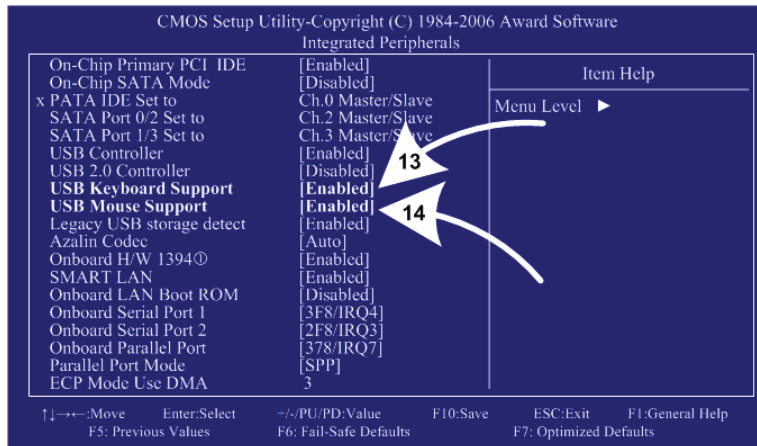 CMOS Setup Utility-Copyright (C) 1984-2006 Award Software
Integrated Peripherals
On-Chip Primary PCI IDE [Enabled]
On-Chip SATA Mode [Disabled]
x PATA IDE Set to Ch.0 Master/Slave
SATA Port 0/2 Set to Ch.2 Master/Slave
SATA Port 1/3 Set to Ch.3 Master/Slave
USB Controller [Enabled]
USB 2.0 Controller [Disabled]
USB Keyboard Support [Enabled]
USB Mouse Support [Enabled]
Legacy USB storage detect [Enabled]
Azalin Codec [Auto]
Onboard H/W 1394① [Enabled]
SMART LAN [Enabled]
Onboard LAN Boot ROM [Disabled]
Onboard Serial Port 1 [3F8/IRQ4]
Onboard Serial Port 2 [2F8/IRQ3]
Onboard Parallel Port [378/IRQ7]
Parallel Port Mode [SPP]
ECP Mode Use DMA 3
Item Help
Menu Level ►
13
14
↑↓→←:Move Enter:Select +/-/PU/PD:Value F10:Save ESC:Exit F1:General Help
F5: Previous Values F6: Fail-Safe Defaults F7: Optimized Defaults